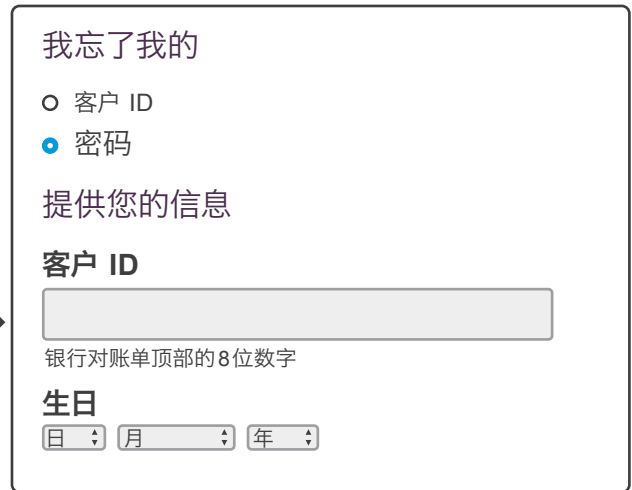 我忘了我的
客户 ID
密码
提供您的信息
客户 ID
银行对账单顶部的8位数字
生日
日 月 年